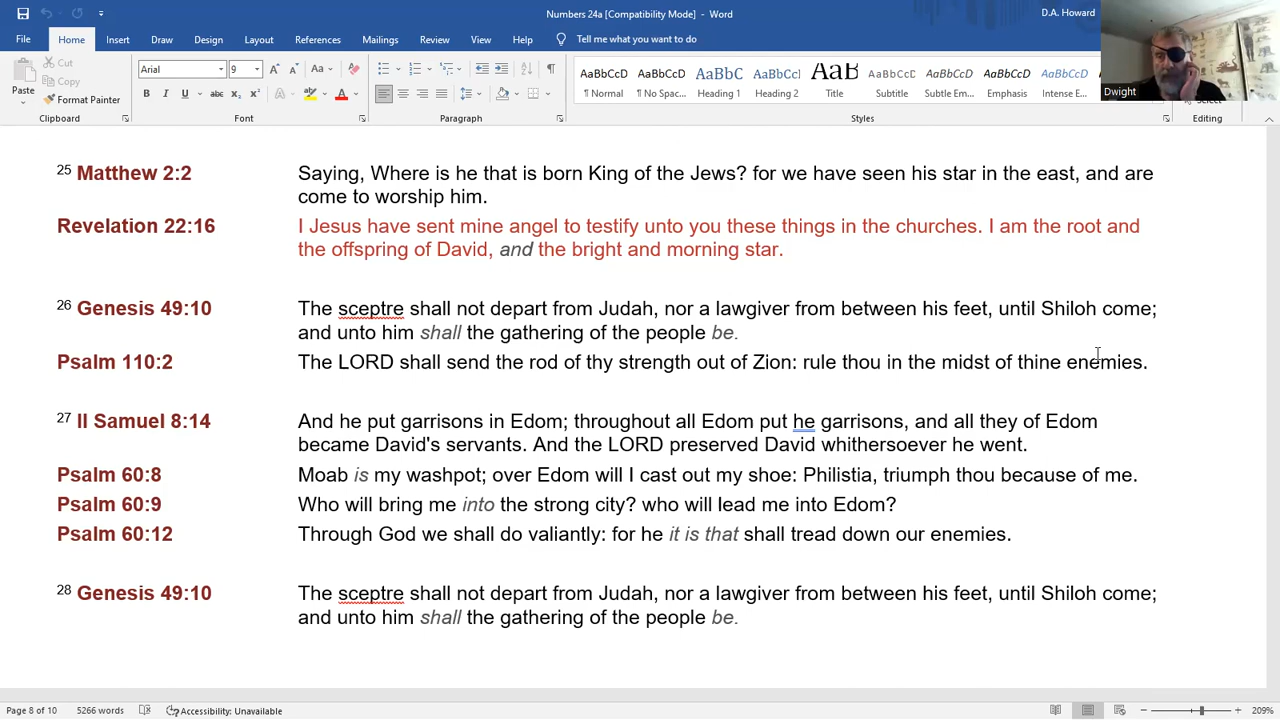 Numbers 24a [Compatibility Mode] - Word
D.A. Howard
File Home Insert Draw Design Layout References Mailings Review View Help Tell me what you want to do
Paste
Cut
Copy
Format Painter
Clipboard
Arial 9
Aa
B I U abc x₂ x² A A
Font
Paragraph
AaBbCcD AaBbCcD AaBbC AaBbCcI AaB AaBbCcD AaBbCcD AaBbCcD AaBbCcD
¶ Normal ¶ No Spac... Heading 1 Heading 2 Title Subtitle Subtle Em... Emphasis Intense E...
Styles
Dwight
Select
Editing
25 Matthew 2:2 Saying, Where is he that is born King of the Jews? for we have seen his star in the east, and are
come to worship him.
Revelation 22:16 I Jesus have sent mine angel to testify unto you these things in the churches. I am the root and
the offspring of David, and the bright and morning star.
26 Genesis 49:10 The sceptre shall not depart from Judah, nor a lawgiver from between his feet, until Shiloh come;
and unto him shall the gathering of the people be.
Psalm 110:2 The LORD shall send the rod of thy strength out of Zion: rule thou in the midst of thine enemies.
27 II Samuel 8:14 And he put garrisons in Edom; throughout all Edom put he garrisons, and all they of Edom
became David's servants. And the LORD preserved David whithersoever he went.
Psalm 60:8 Moab is my washpot; over Edom will I cast out my shoe: Philistia, triumph thou because of me.
Psalm 60:9 Who will bring me into the strong city? who will lead me into Edom?
Psalm 60:12 Through God we shall do valiantly: for he it is that shall tread down our enemies.
28 Genesis 49:10 The sceptre shall not depart from Judah, nor a lawgiver from between his feet, until Shiloh come;
and unto him shall the gathering of the people be.
Page 8 of 10 5266 words Accessibility: Unavailable 209%